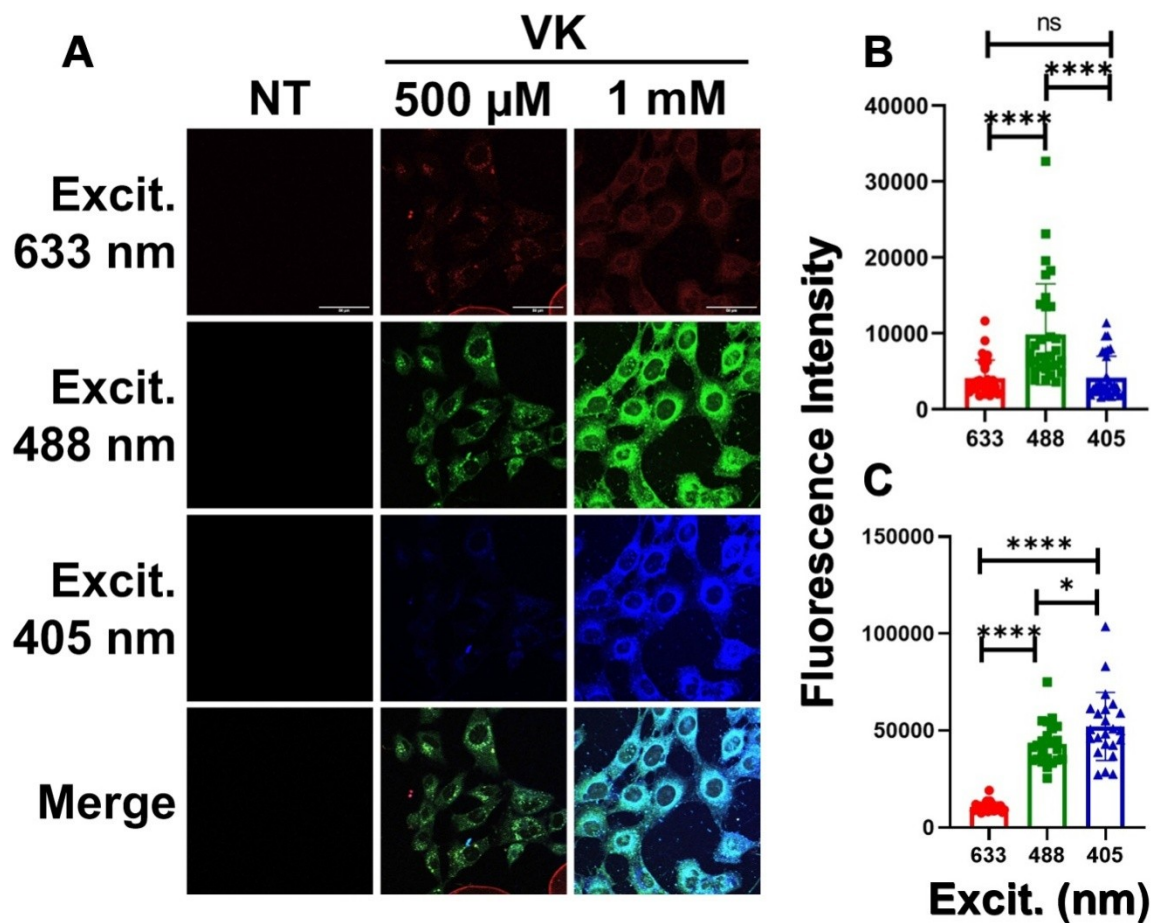 A
VK
NT
500 µM
1 mM
Excit.
633 nm
Excit.
488 nm
Excit.
405 nm
Merge
B
ns
****
****
40000
30000
20000
10000
0
633
488
405
Fluorescence Intensity
C
****
*
****
150000
100000
50000
0
633
488
405
Excit. (nm)